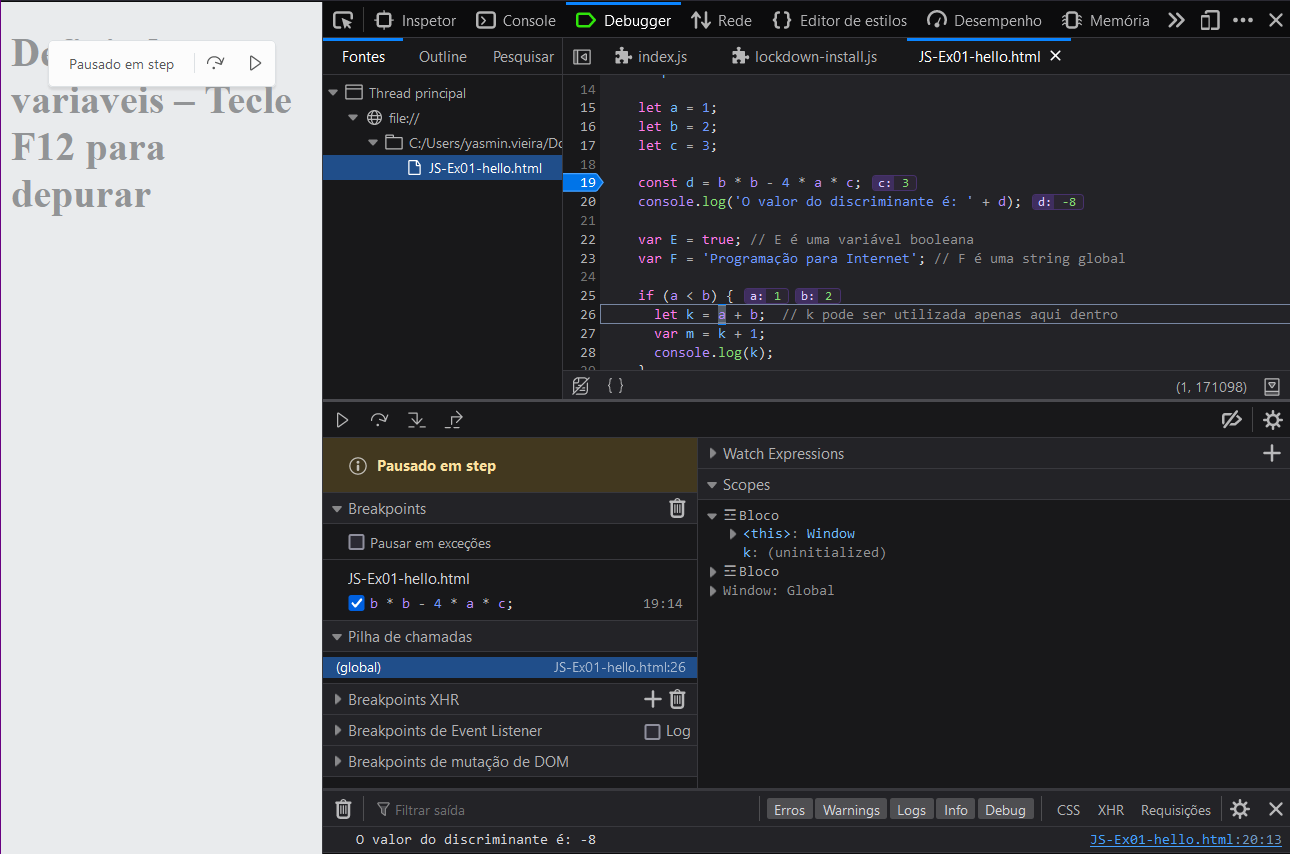 Pausado em step
variaveis – Tecle
F12 para
depurar
Inspetor Console Debugger Rede Editor de estilos Desempenho Memória
Fontes Outline Pesquisar index.js lockdown-install.js JS-Ex01-hello.html
Thread principal
file://
C:/Users/yasmin.vieira/Do
JS-Ex01-hello.html
14
15 let a = 1;
16 let b = 2;
17 let c = 3;
18
19 const d = b * b - 4 * a * c; c: 3
20 console.log('O valor do discriminante é: ' + d); d: -8
21
22 var E = true; // E é uma variável booleana
23 var F = 'Programação para Internet'; // F é uma string global
24
25 if (a < b) { a: 1 b: 2
26 let k = a + b; // k pode ser utilizada apenas aqui dentro
27 var m = k + 1;
28 console.log(k);
{ } (1, 171098)
Pausado em step
Breakpoints
Pausar em exceções
JS-Ex01-hello.html
b * b - 4 * a * c; 19:14
Pilha de chamadas
(global) JS-Ex01-hello.html:26
Breakpoints XHR
Breakpoints de Event Listener Log
Breakpoints de mutação de DOM
Watch Expressions
Scopes
Bloco
<this>: Window
k: (uninitialized)
Bloco
Window: Global
Filtrar saída Erros Warnings Logs Info Debug CSS XHR Requisições
O valor do discriminante é: -8 JS-Ex01-hello.html:20:13